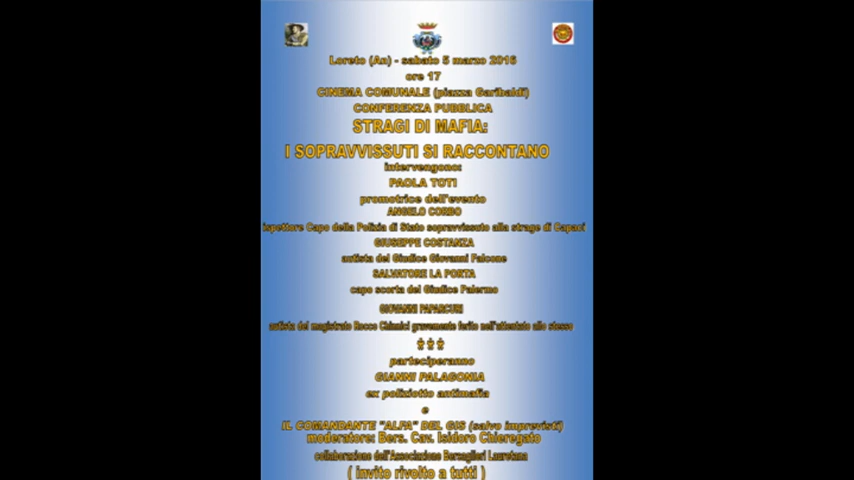 Loreto (An) - sabato 5 marzo 2016
ore 17
CINEMA COMUNALE (piazza Garibaldi)
CONFERENZA PUBBLICA
STRAGI DI MAFIA:
I SOPRAVVISSUTI SI RACCONTANO
intervengono:
PAOLA TOTI
promotrice dell'evento
ANGELO CORBO
ispettore Capo della Polizia di Stato sopravvissuto alla strage di Capaci
GIUSEPPE COSTANZA
autista del Giudice Giovanni Falcone
SALVATORE LA PORTA
capo scorta del Giudice Palermo
GIOVANNI PAPARCURI
autista del magistrato Rocco Chinnici gravemente ferito nell'attentato allo stesso
* * *
parteciperanno
GIANNI PALAGONIA
ex poliziotto antimafia
e
IL COMANDANTE "ALFA" DEL GIS (salvo imprevisti)
moderatore: Bers. Cav. Isidoro Chieregato
collaborazione dell'Associazione Bersaglieri Lauretana
( invito rivolto a tutti )